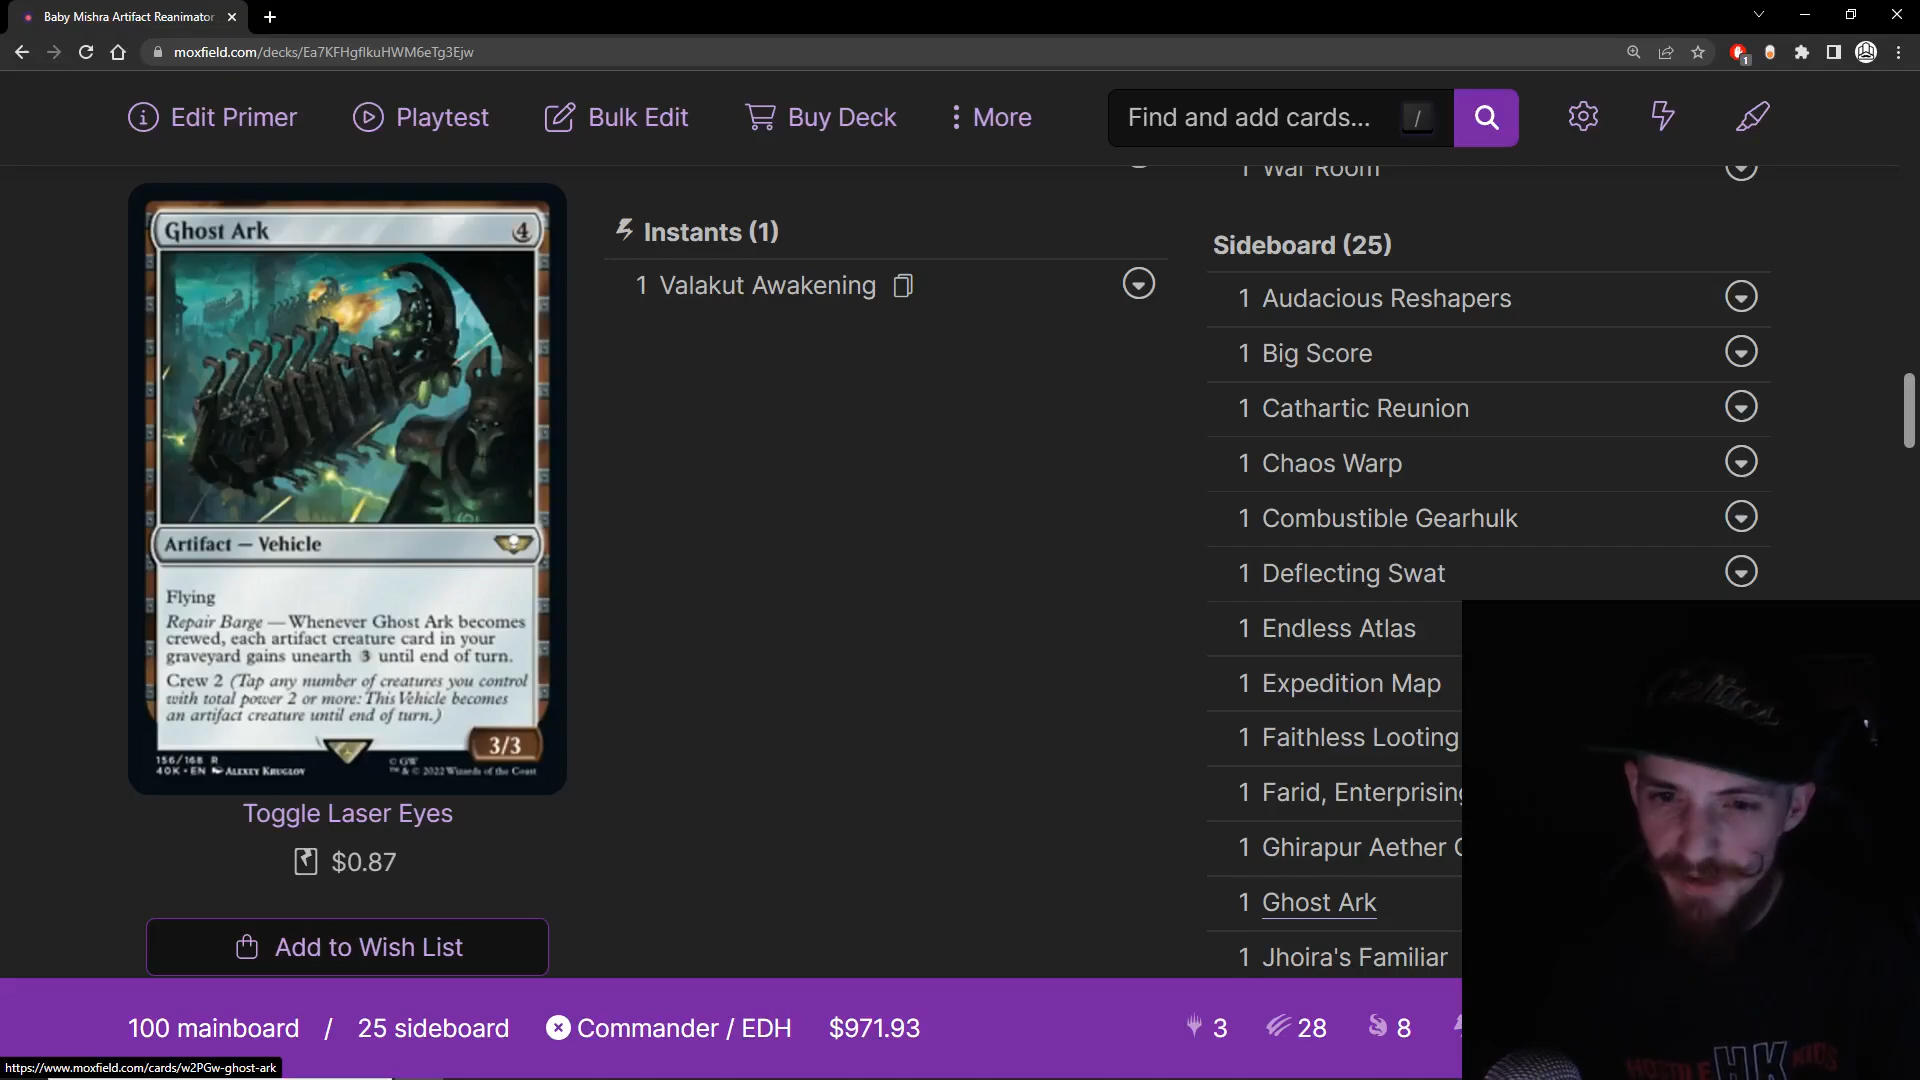 Baby Mishra Artifact Reanimator
moxfield.com/decks/Ea7KFHgflkuHWM6eTg3Ejw
1
Edit Primer
Playtest
Bulk Edit
Buy Deck
More
Find and add cards...
/
Ghost Ark 4
Artifact — Vehicle
Flying
Repair Barge — Whenever Ghost Ark becomes
crewed, each artifact creature card in your
graveyard gains unearth 3 until end of turn.
Crew 2 (Tap any number of creatures you control
with total power 2 or more: This Vehicle becomes
an artifact creature until end of turn.)
3/3
156/168 R
40K • EN ALEXEY KRUGLOV
© GW
™ & © 2022 Wizards of the Coast
Toggle Laser Eyes
$0.87
Add to Wish List
Instants (1)
1 Valakut Awakening
1 War Room
Sideboard (25)
1 Audacious Reshapers
1 Big Score
1 Cathartic Reunion
1 Chaos Warp
1 Combustible Gearhulk
1 Deflecting Swat
1 Endless Atlas
1 Expedition Map
1 Faithless Looting
1 Farid, Enterprising
1 Ghirapur Aether
1 Ghost Ark
1 Jhoira's Familiar
Celtics
HOSTILE HK KIDS
100 mainboard / 25 sideboard
Commander / EDH
$971.93
3
28
8
https://www.moxfield.com/cards/w2PGw-ghost-ark